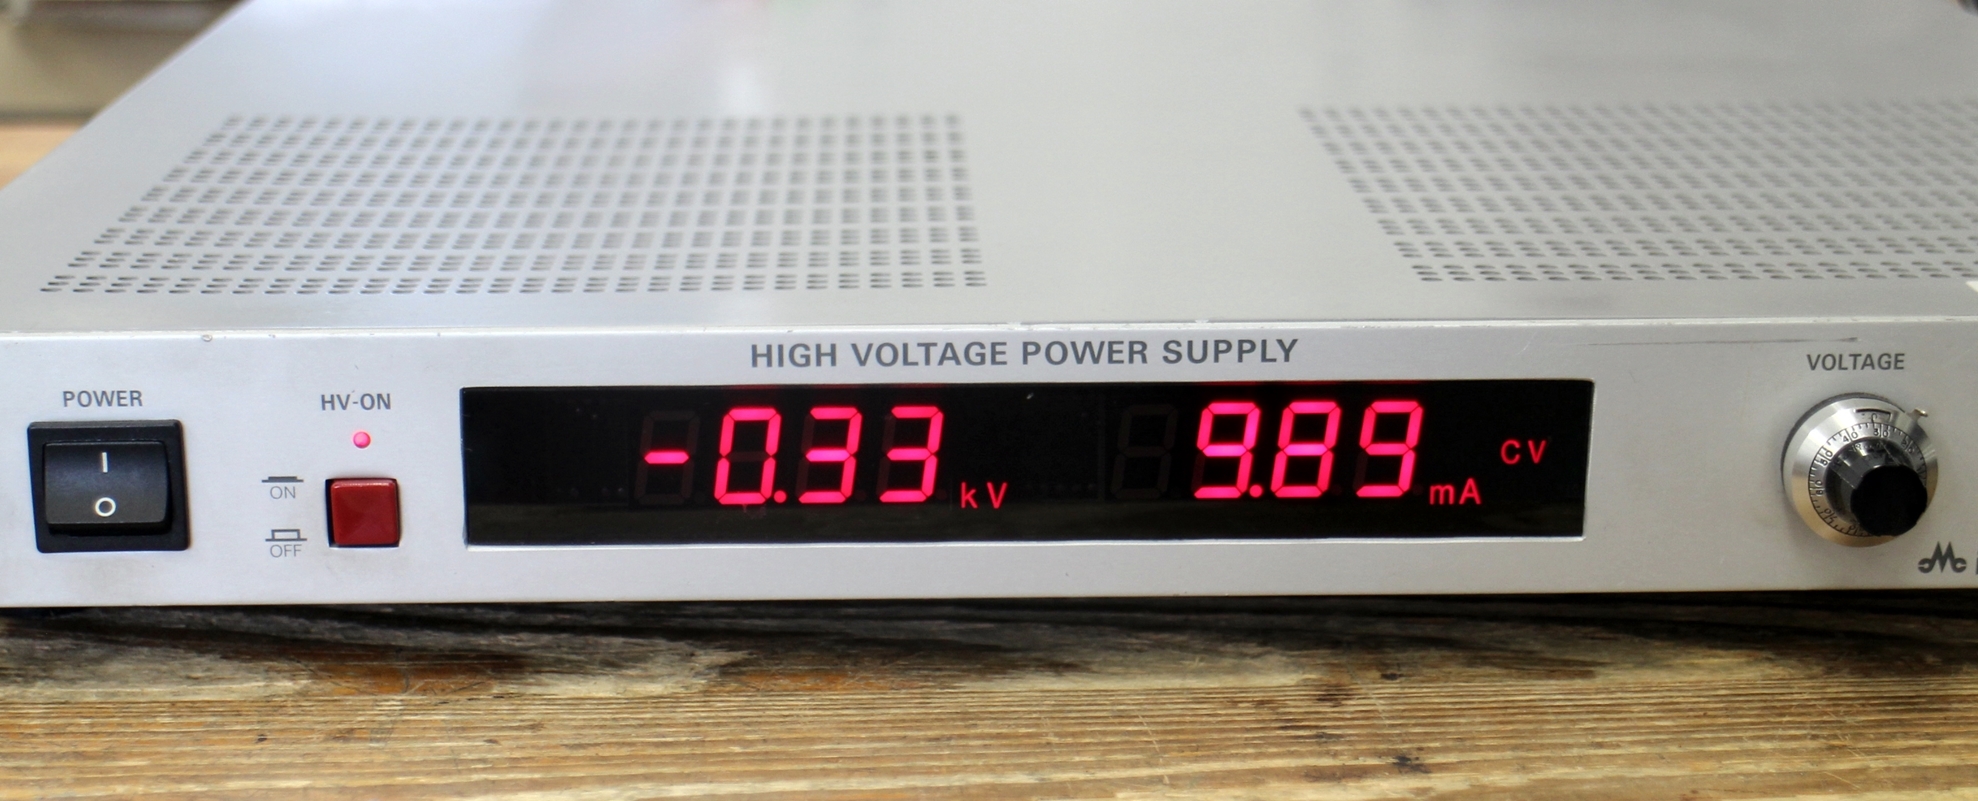 HIGH VOLTAGE POWER SUPPLY
VOLTAGE
POWER
HV-ON
I
O
ON
OFF
-0.33 kV
9.89 mA
CV